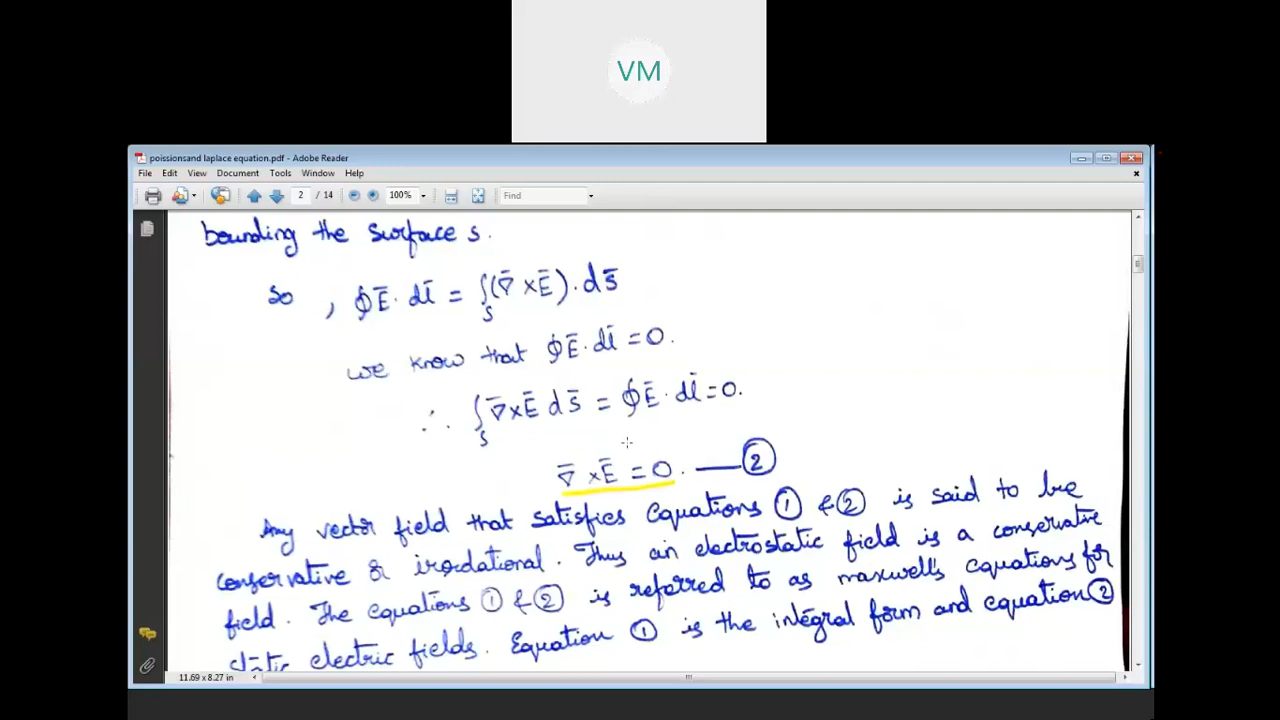 VM
poissionsand laplace equation.pdf - Adobe Reader
File Edit View Document Tools Window Help
2 / 14 100% Find
bounding the surface s.
So, ∮Ē·dl̄ = ∫(∇̄ × Ē)·ds̄
S
we know that ∮Ē·dl̄ = 0.
∴ ∫∇̄×Ē ds̄ = ∮Ē·dl̄ = 0.
S
∇̄ × Ē = 0. — ②
Any vector field that satisfies Equations ① & ② is said to be
conservative & irrordational. Thus an electrostatic field is a conservative
field. The equations ① & ② is referred to as maxwell's equations for
static electric fields. Equation ① is the integral form and equation ②
11.69 x 8.27 in